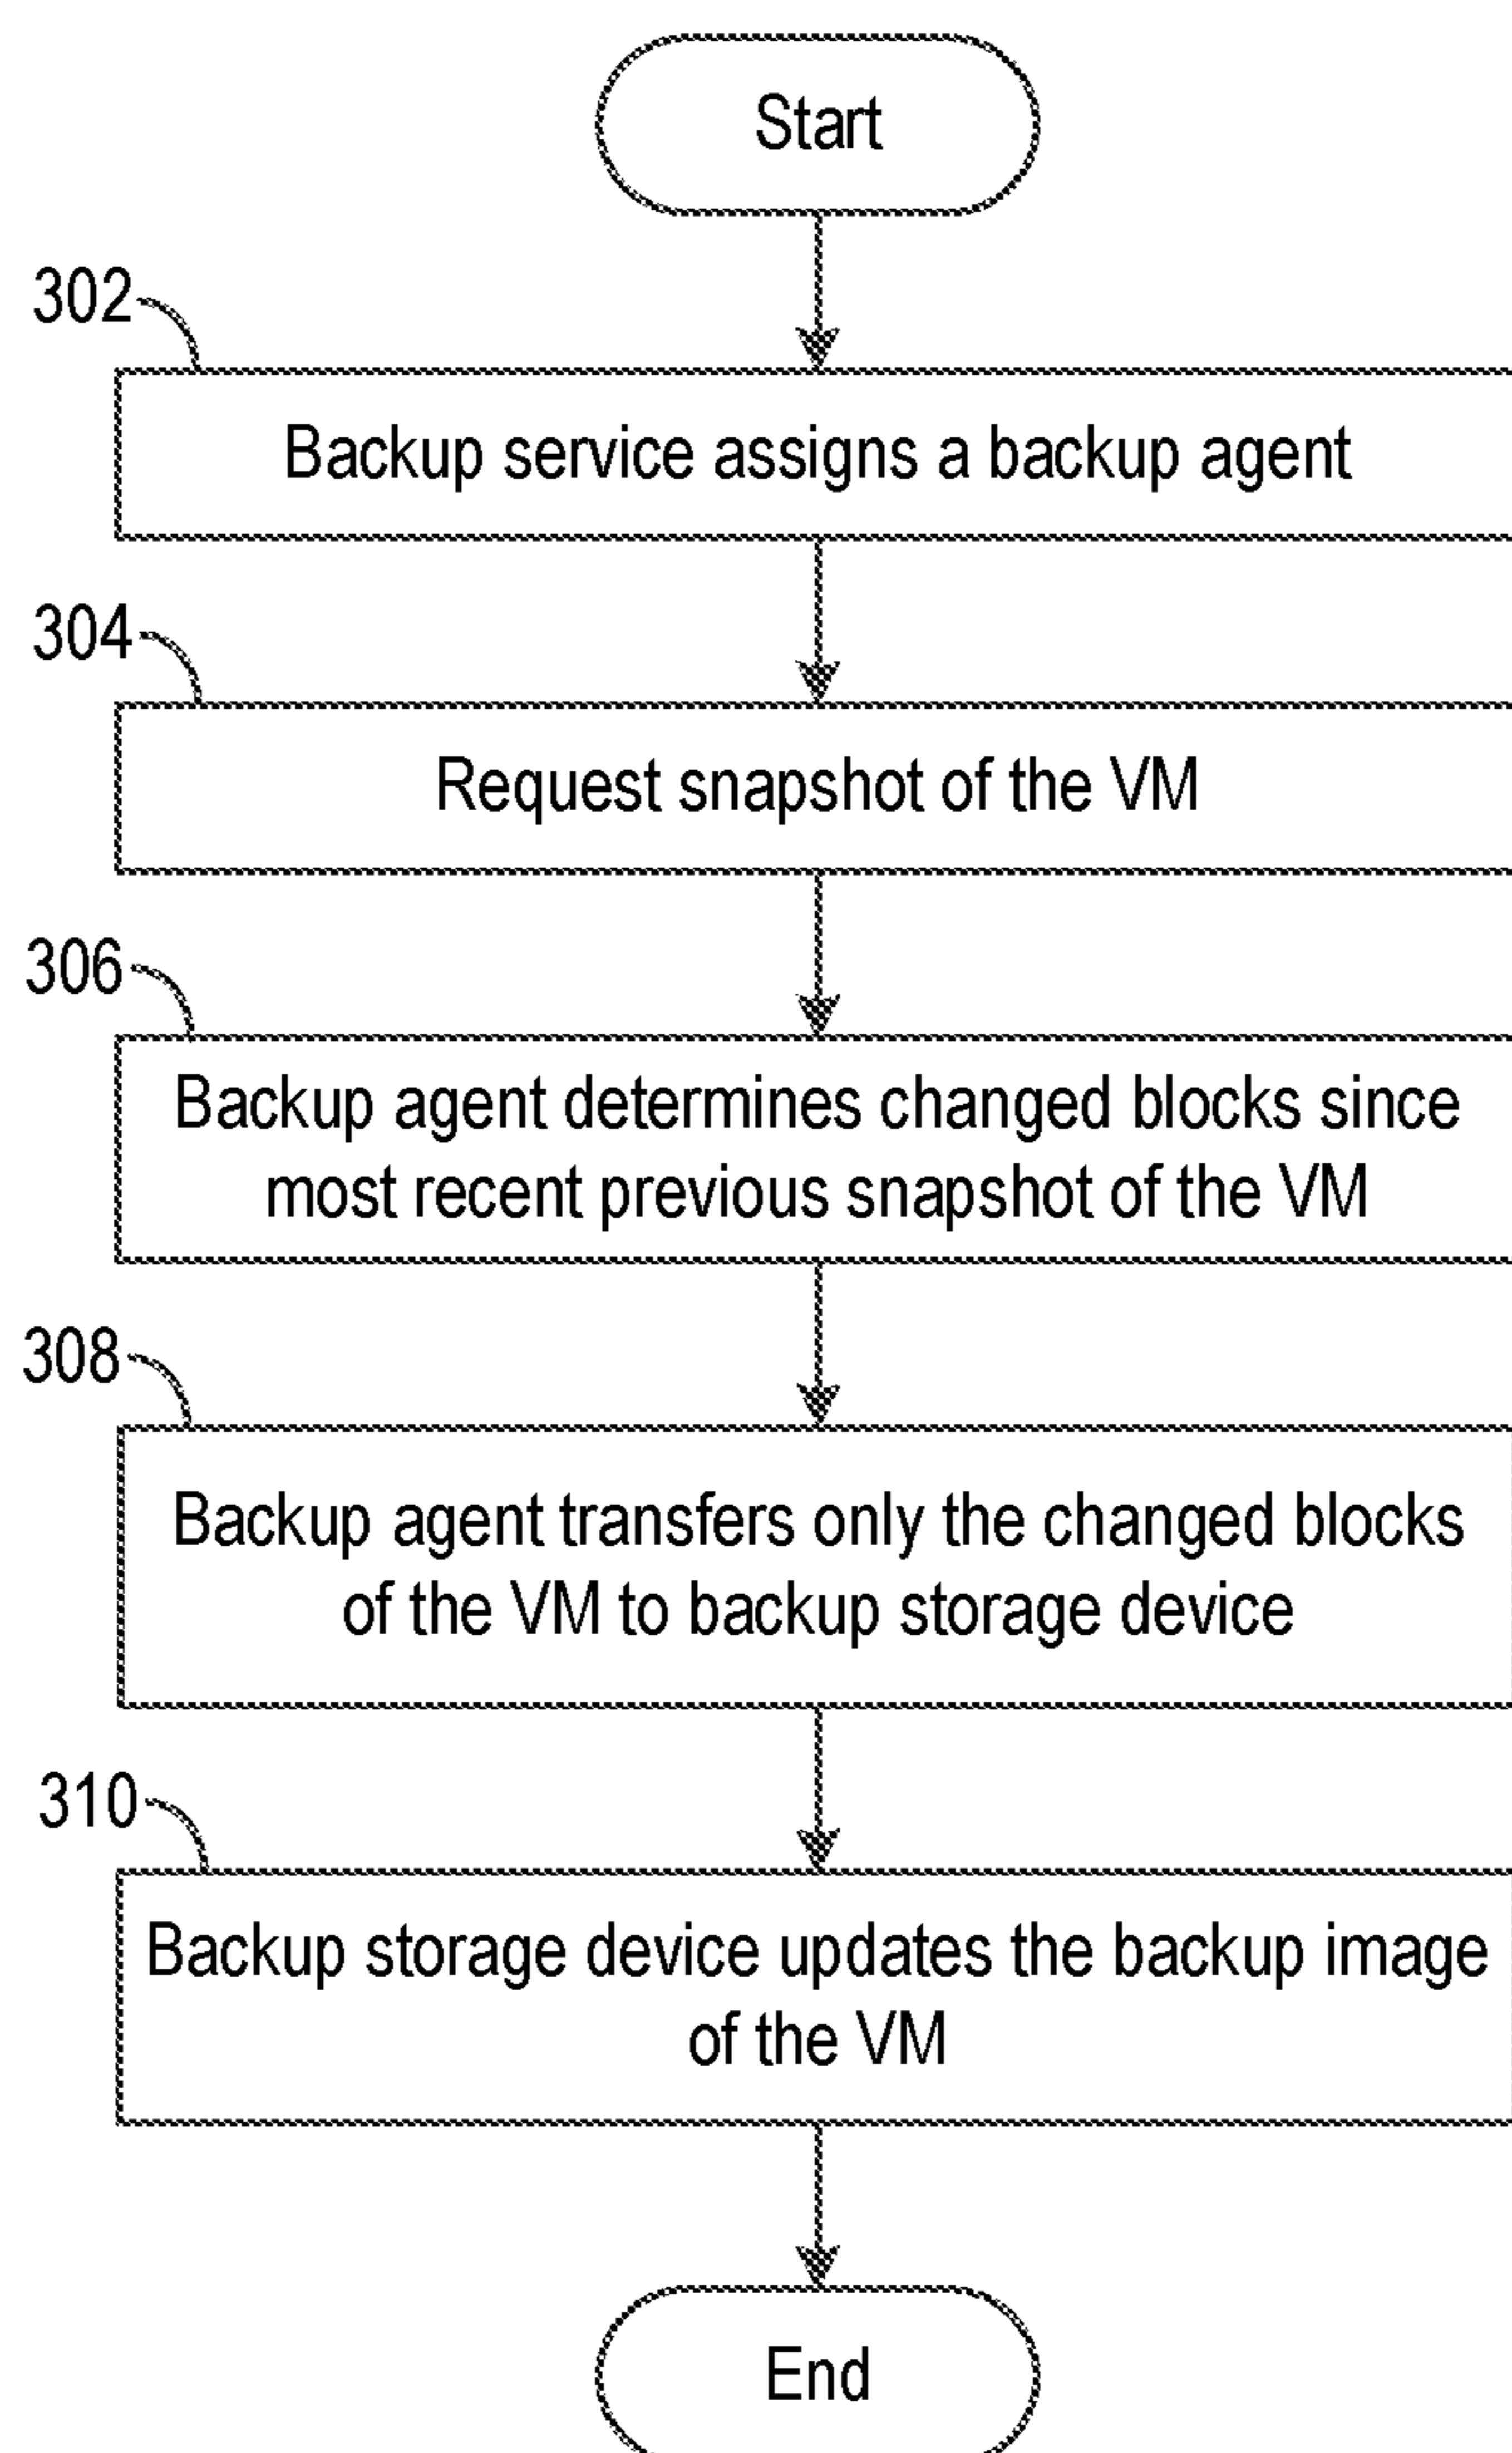 Start
302
Backup service assigns a backup agent
304
Request snapshot of the VM
306
Backup agent determines changed blocks since
most recent previous snapshot of the VM
308
Backup agent transfers only the changed blocks
of the VM to backup storage device
310
Backup storage device updates the backup image
of the VM
End